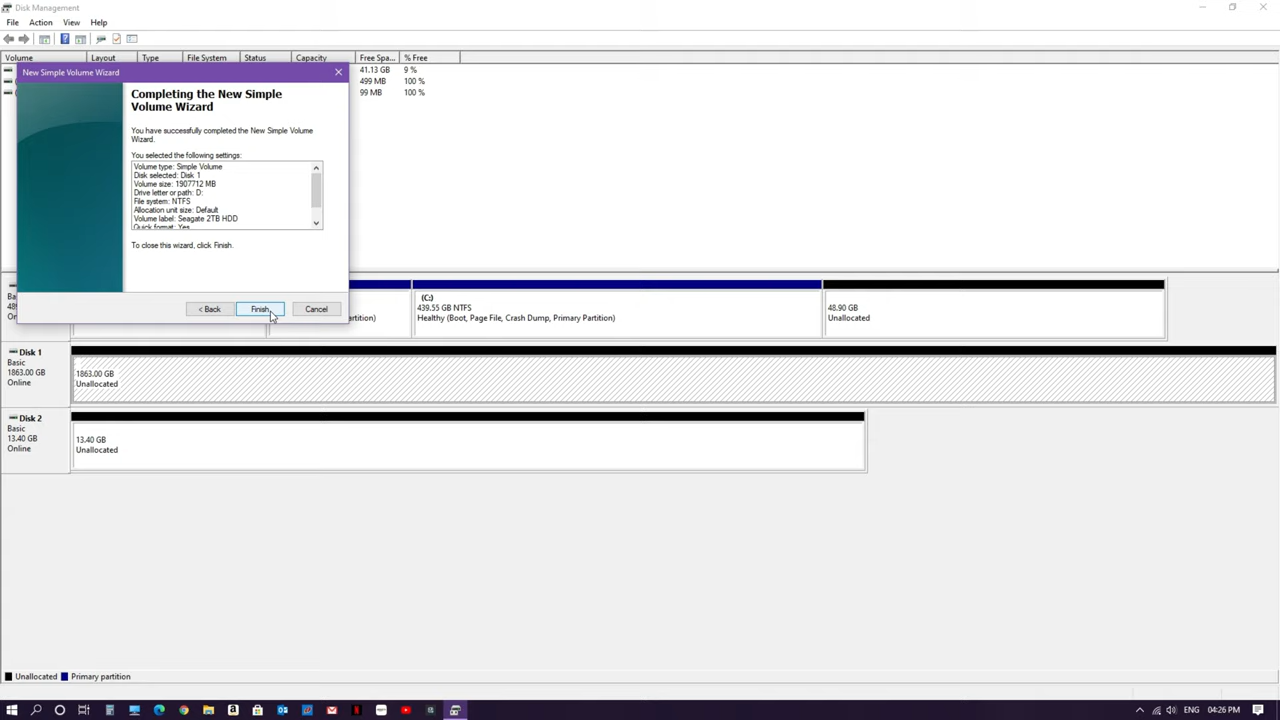 Disk Management
File Action View Help
Volume Layout Type File System Status Capacity Free Spa... % Free
41.13 GB 9 %
499 MB 100 %
99 MB 100 %
New Simple Volume Wizard
Completing the New Simple
Volume Wizard
You have successfully completed the New Simple Volume
Wizard.
You selected the following settings:
Volume type: Simple Volume
Disk selected: Disk 1
Volume size: 1907712 MB
Drive letter or path: D:
File system: NTFS
Allocation unit size: Default
Volume label: Seagate 2TB HDD
Quick format: Yes
To close this wizard, click Finish.
< Back Finish Cancel
(C:)
439.55 GB NTFS
Healthy (Boot, Page File, Crash Dump, Primary Partition)
48.90 GB
Unallocated
Disk 1
Basic
1863.00 GB
Online
1863.00 GB
Unallocated
Disk 2
Basic
13.40 GB
Online
13.40 GB
Unallocated
Unallocated Primary partition
ENG 04:26 PM